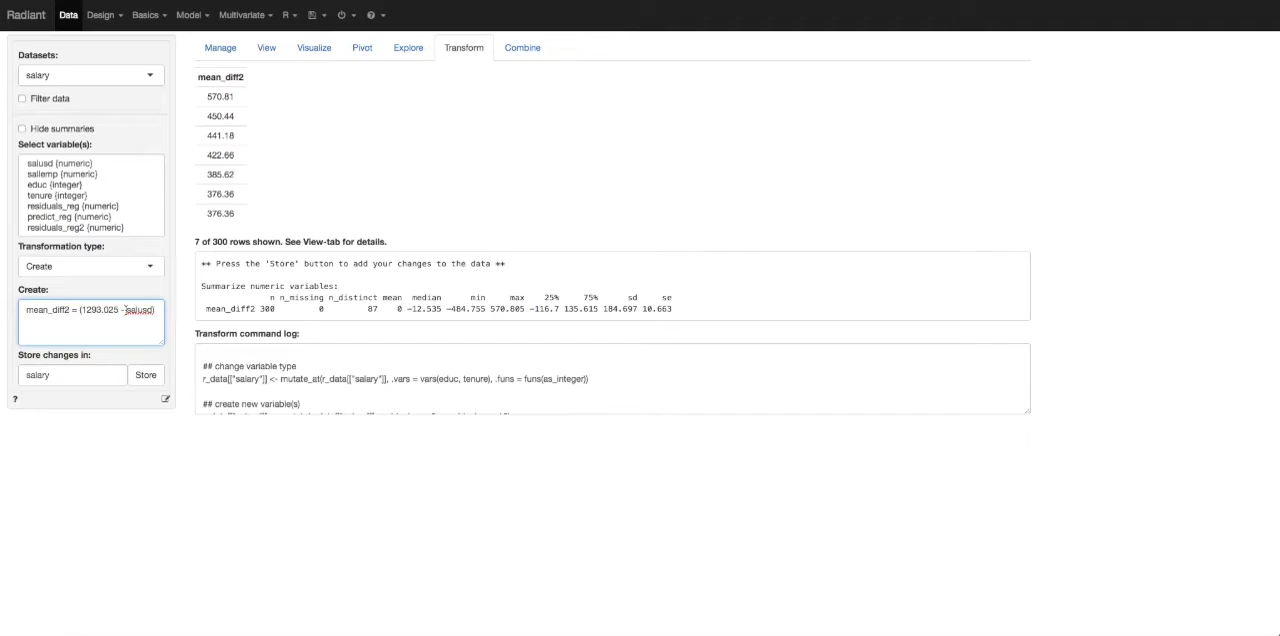 Radiant Data Design Basics Model Multivariate R
Datasets:
salary
Filter data
Hide summaries
Select variable(s):
salusd {numeric}
sallemp {numeric}
educ {integer}
tenure {integer}
residuals_reg {numeric}
predict_reg {numeric}
residuals_reg2 {numeric}
Transformation type:
Create
Create:
mean_diff2 = (1293.025 - salusd)
Store changes in:
salary Store
?
Manage View Visualize Pivot Explore Transform Combine
mean_diff2
570.81
450.44
441.18
422.66
385.62
376.36
376.36
7 of 300 rows shown. See View-tab for details.
** Press the 'Store' button to add your changes to the data **
Summarize numeric variables:
n n_missing n_distinct mean median min max 25% 75% sd se
mean_diff2 300 0 87 0 -12.535 -484.755 570.805 -116.7 135.615 184.697 10.663
Transform command log:
## change variable type
r_data[["salary"]] <- mutate_at(r_data[["salary"]], .vars = vars(educ, tenure), .funs = funs(as_integer))
## create new variable(s)